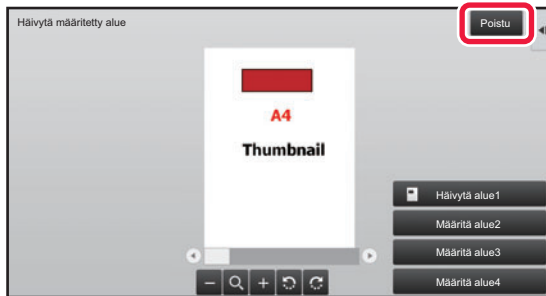 Häivytä määritetty alue
Poistu
A4
Thumbnail
Häivytä alue1
Määritä alue2
Määritä alue3
Määritä alue4